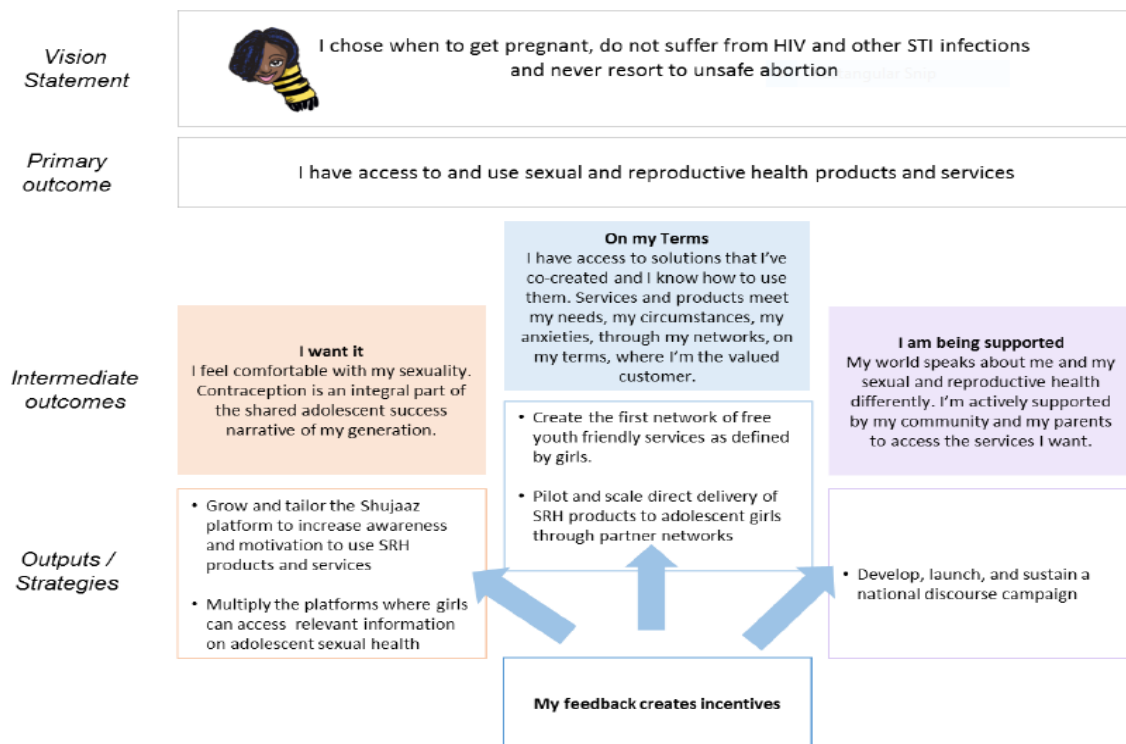 Vision
Statement
I chose when to get pregnant, do not suffer from HIV and other STI infections
and never resort to unsafe abortion
Primary
outcome
I have access to and use sexual and reproductive health products and services
Intermediate
outcomes
I want it
I feel comfortable with my sexuality.
Contraception is an integral part of
the shared adolescent success
narrative of my generation.
On my Terms
I have access to solutions that I've
co-created and I know how to use
them. Services and products meet
my needs, my circumstances, my
anxieties, through my networks, on
my terms, where I'm the valued
customer.
I am being supported
My world speaks about me and my
sexual and reproductive health
differently. I'm actively supported
by my community and my parents
to access the services I want.
Outputs /
Strategies
• Grow and tailor the Shujaaz
platform to increase awareness
and motivation to use SRH
products and services
• Multiply the platforms where girls
can access relevant information
on adolescent sexual health
• Create the first network of free
youth friendly services as defined
by girls.
• Pilot and scale direct delivery of
SRH products to adolescent girls
through partner networks
• Develop, launch, and sustain a
national discourse campaign
My feedback creates incentives